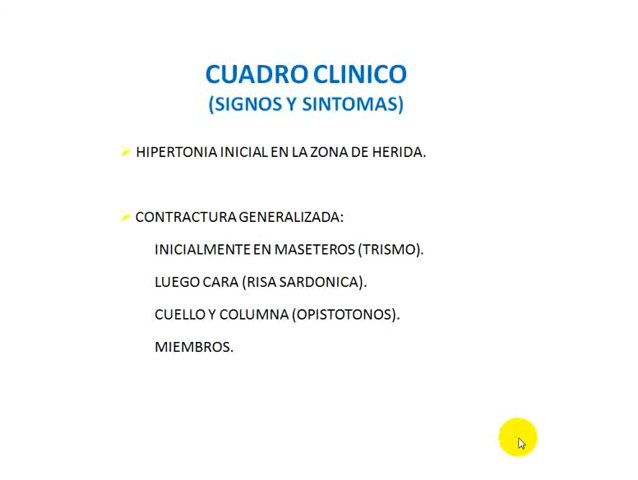 CUADRO CLINICO
(SIGNOS Y SINTOMAS)
HIPERTONIA INICIAL EN LA ZONA DE HERIDA.
CONTRACTURA GENERALIZADA:
INICIALMENTE EN MASETEROS (TRISMO).
LUEGO CARA (RISA SARDONICA).
CUELLO Y COLUMNA (OPISTOTONOS).
MIEMBROS.